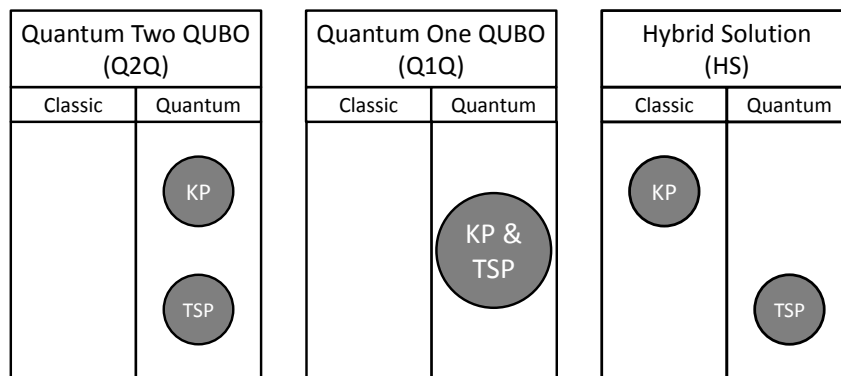 Quantum Two QUBO
(Q2Q)
Classic
Quantum
KP
TSP
Quantum One QUBO
(Q1Q)
Classic
Quantum
KP &
TSP
Hybrid Solution
(HS)
Classic
Quantum
KP
TSP